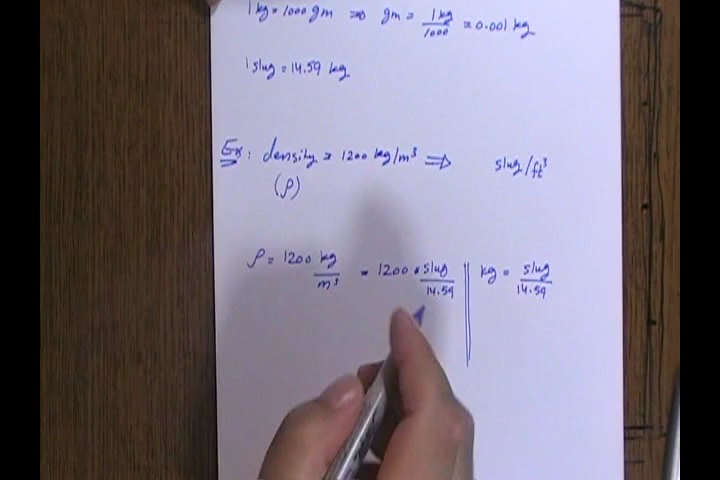 1 kg = 1000 gm ⇒ gm = 1 kg / 1000 = 0.001 kg
1 slug = 14.59 kg
Ex: density = 1200 kg/m³ ⇒ slug/ft³
(ρ)
ρ = 1200 kg / m³ = 1200 * slug / 14.59 || kg = slug / 14.59